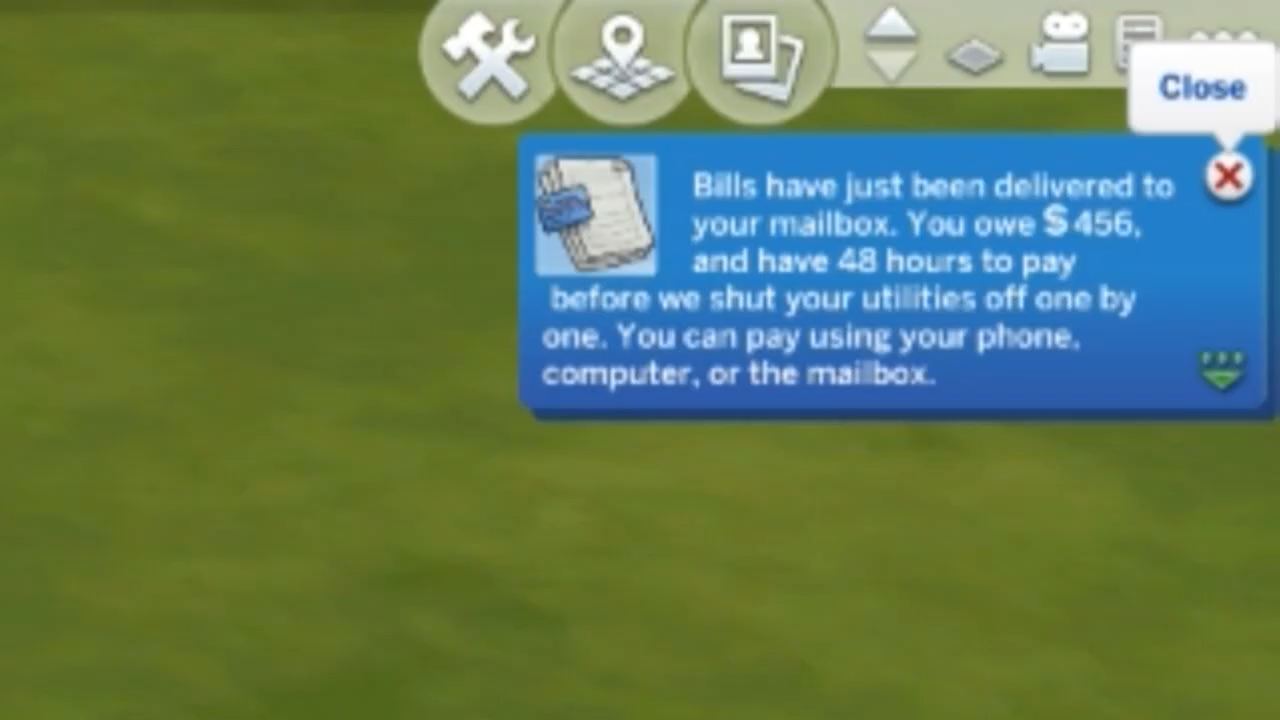 Close
Bills have just been delivered to
your mailbox. You owe §456,
and have 48 hours to pay
before we shut your utilities off one by
one. You can pay using your phone,
computer, or the mailbox.